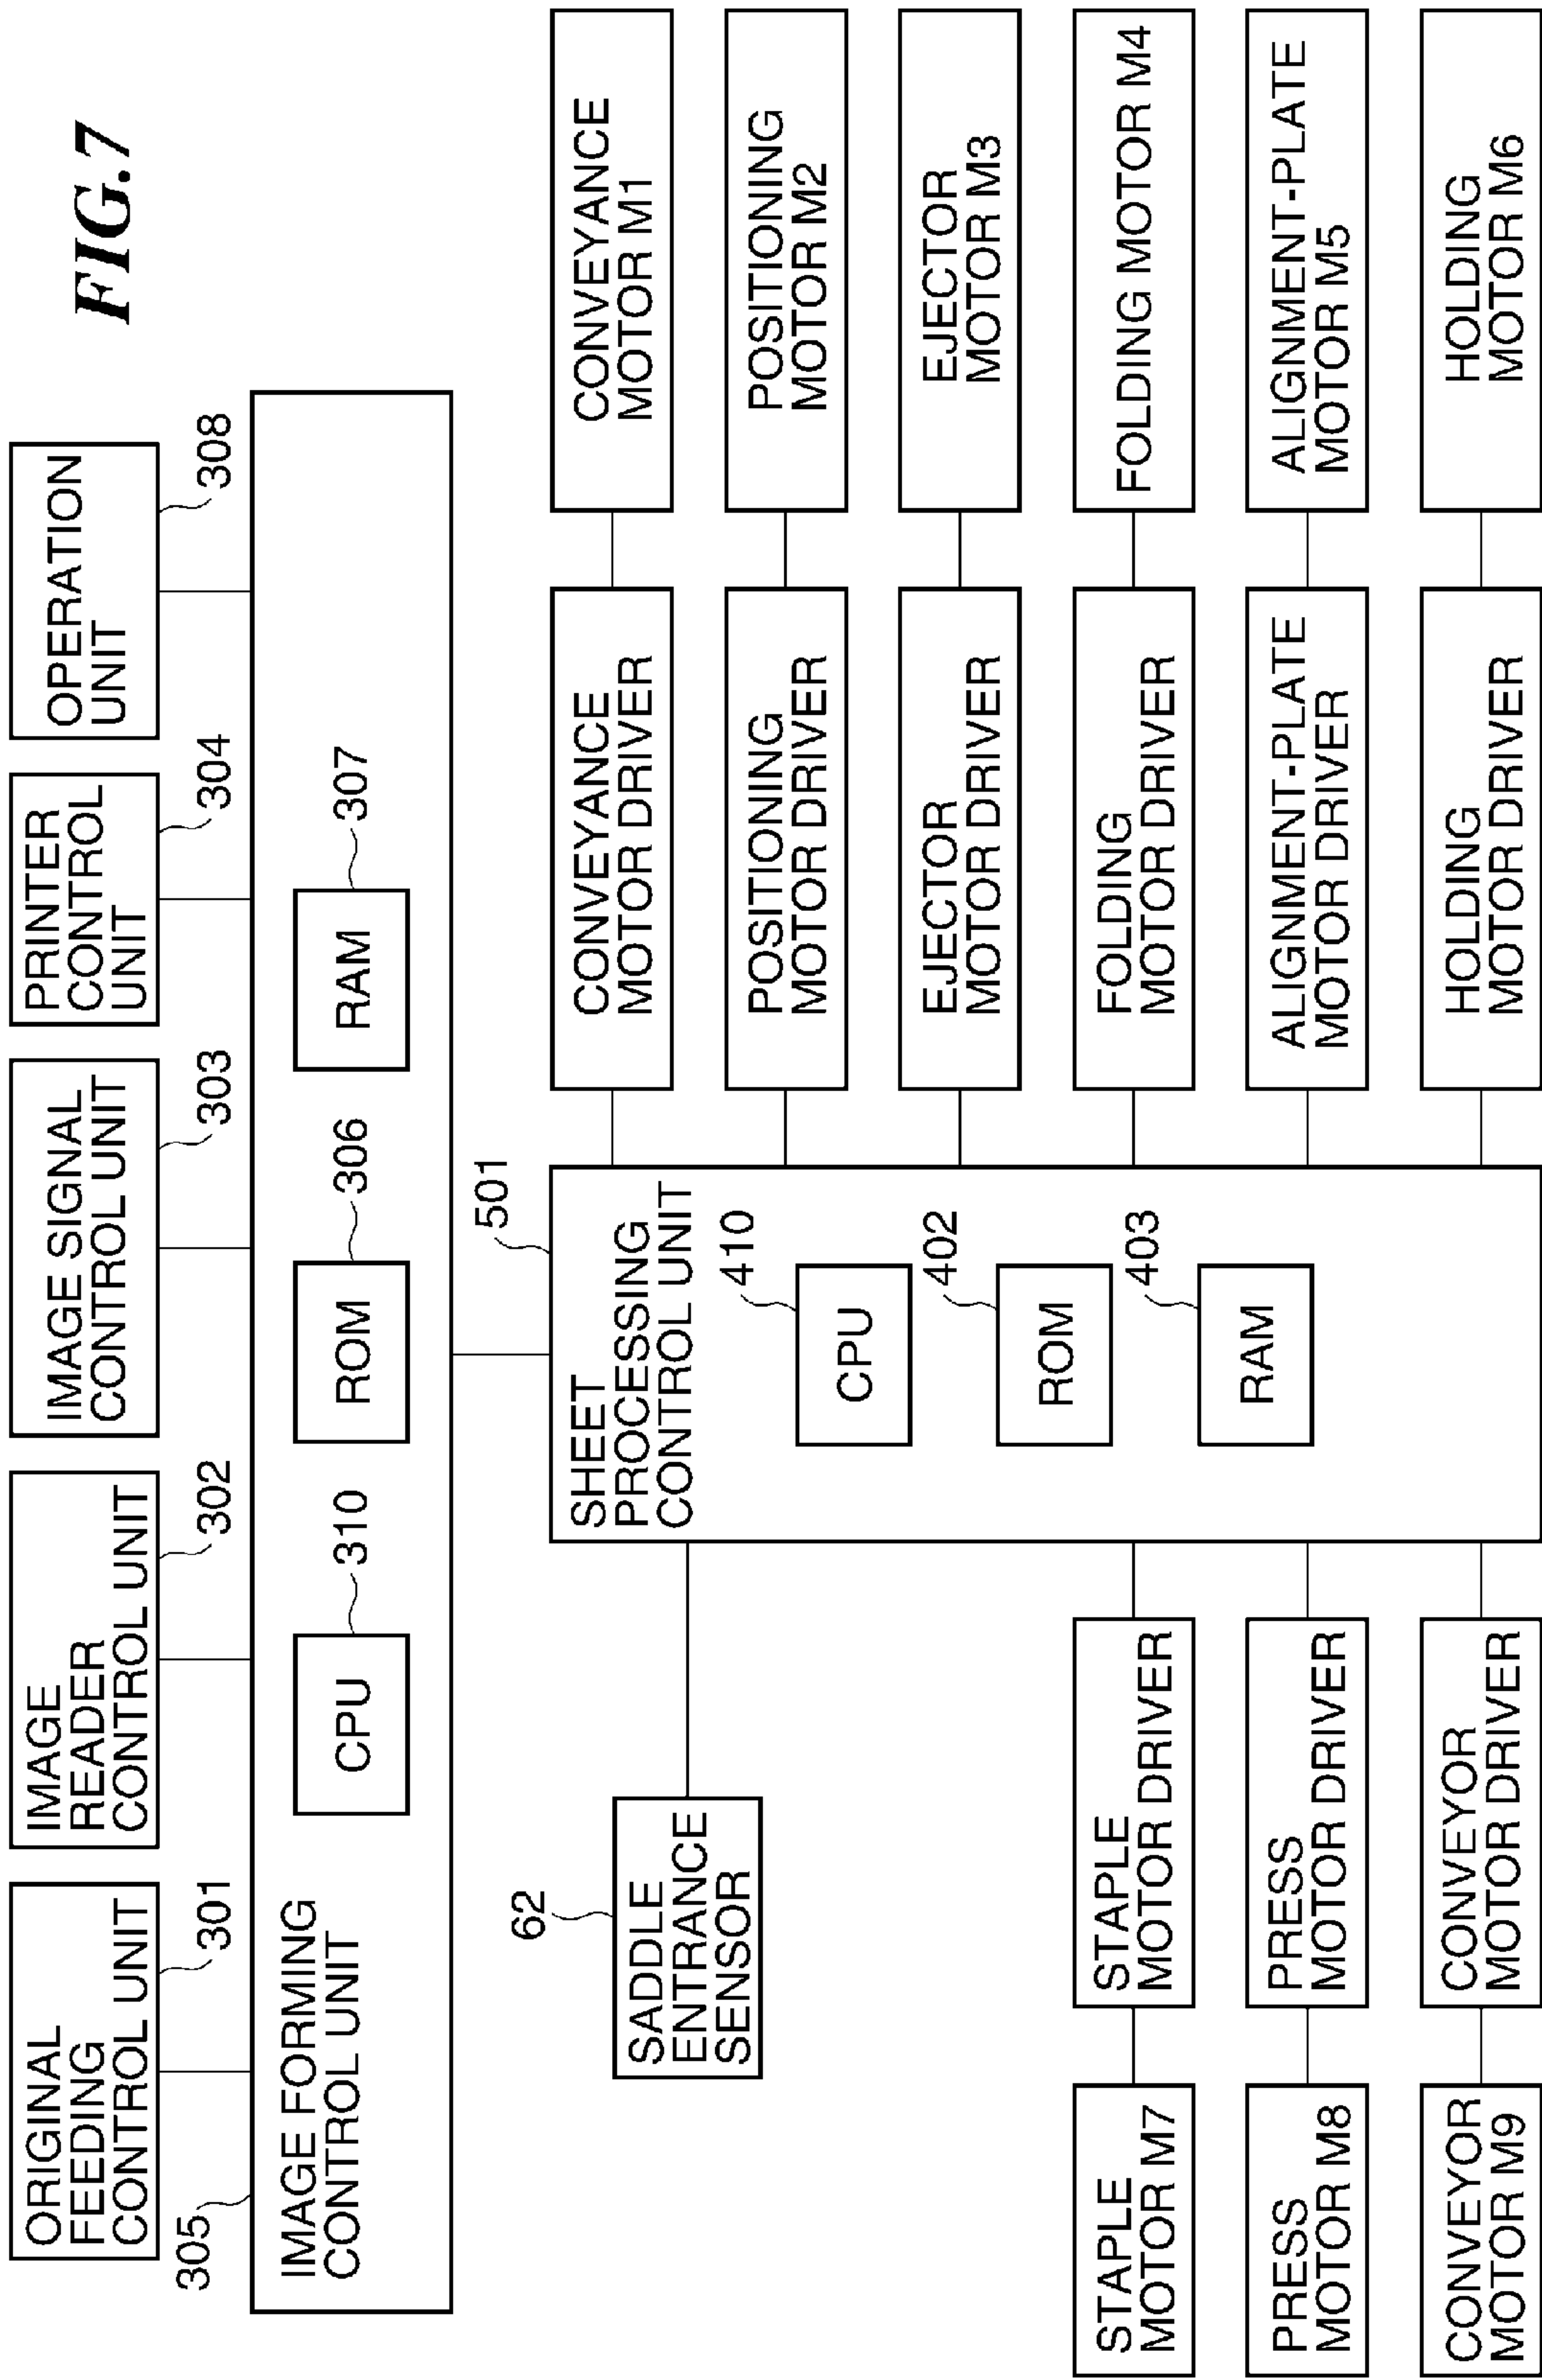 FIG.7
ORIGINAL
FEEDING
CONTROL UNIT
301
IMAGE
READER
CONTROL UNIT
302
IMAGE SIGNAL
CONTROL UNIT
303
PRINTER
CONTROL
UNIT
304
OPERATION
UNIT
308
305
IMAGE FORMING
CONTROL UNIT
CPU
310
ROM
306
RAM
307
62
SADDLE
ENTRANCE
SENSOR
501
SHEET
PROCESSING
CONTROL UNIT
410
CPU
402
ROM
403
RAM
CONVEYANCE
MOTOR DRIVER
CONVEYANCE
MOTOR M1
POSITIONING
MOTOR DRIVER
POSITIONING
MOTOR M2
EJECTOR
MOTOR DRIVER
EJECTOR
MOTOR M3
STAPLE
MOTOR M7
STAPLE
MOTOR DRIVER
FOLDING
MOTOR DRIVER
FOLDING MOTOR M4
PRESS
MOTOR M8
PRESS
MOTOR DRIVER
ALIGNMENT-PLATE
MOTOR DRIVER
ALIGNMENT-PLATE
MOTOR M5
CONVEYOR
MOTOR M9
CONVEYOR
MOTOR DRIVER
HOLDING
MOTOR DRIVER
HOLDING
MOTOR M6